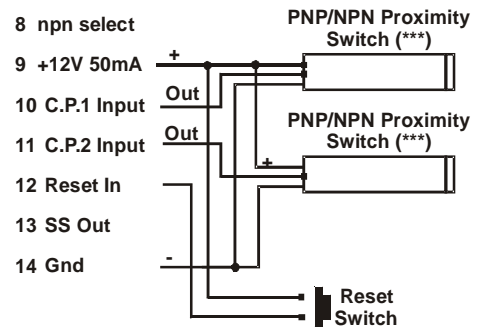 8 npn select
9 +12V 50mA +
10 C.P.1 Input Out
11 C.P.2 Input Out
12 Reset In
13 SS Out
14 Gnd -
PNP/NPN Proximity
Switch (***)
PNP/NPN Proximity
Switch (***)
+
Reset
Switch